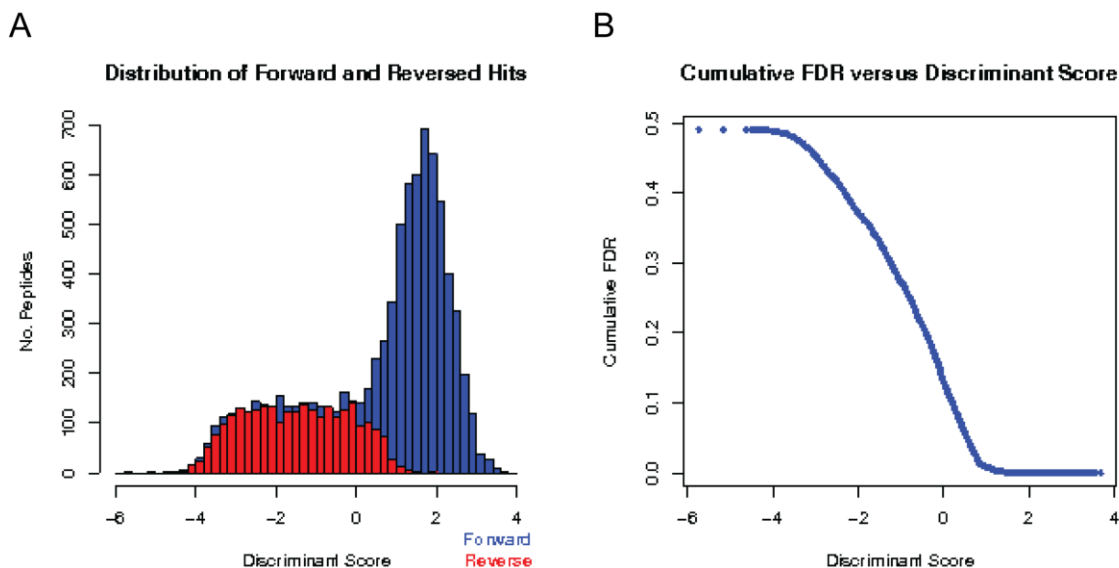 A
Distribution of Forward and Reversed Hits
No. Peptides
0 100 200 300 400 500 600 700
−6 −4 −2 0 2 4
Forward
Discriminant Score
Reverse
B
Cumulative FDR versus Discriminant Score
Cumulative FDR
0.0 0.1 0.2 0.3 0.4 0.5
−6 −4 −2 0 2 4
Discriminant Score